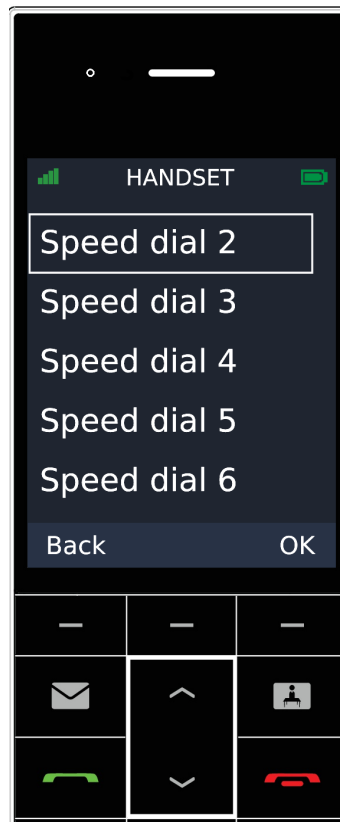 HANDSET
Speed dial 2
Speed dial 3
Speed dial 4
Speed dial 5
Speed dial 6
Back OK